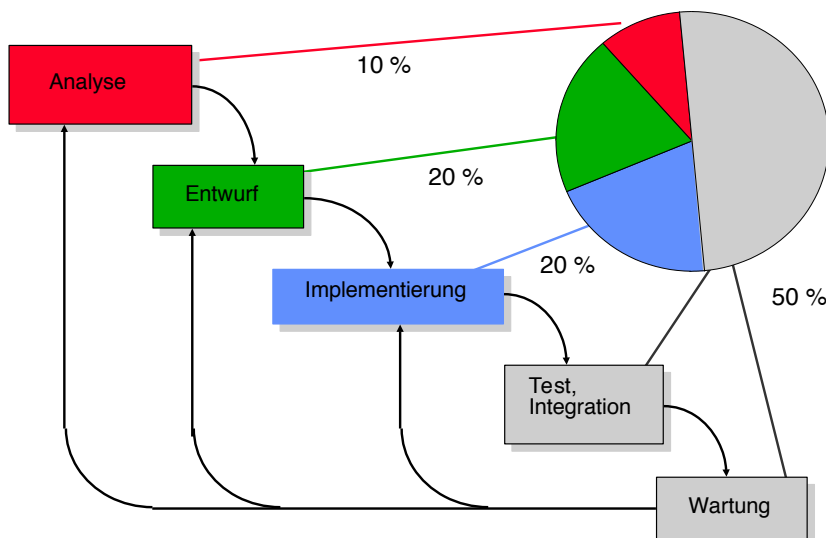 Analyse
10 %
Entwurf
20 %
Implementierung
20 %
50 %
Test,
Integration
Wartung